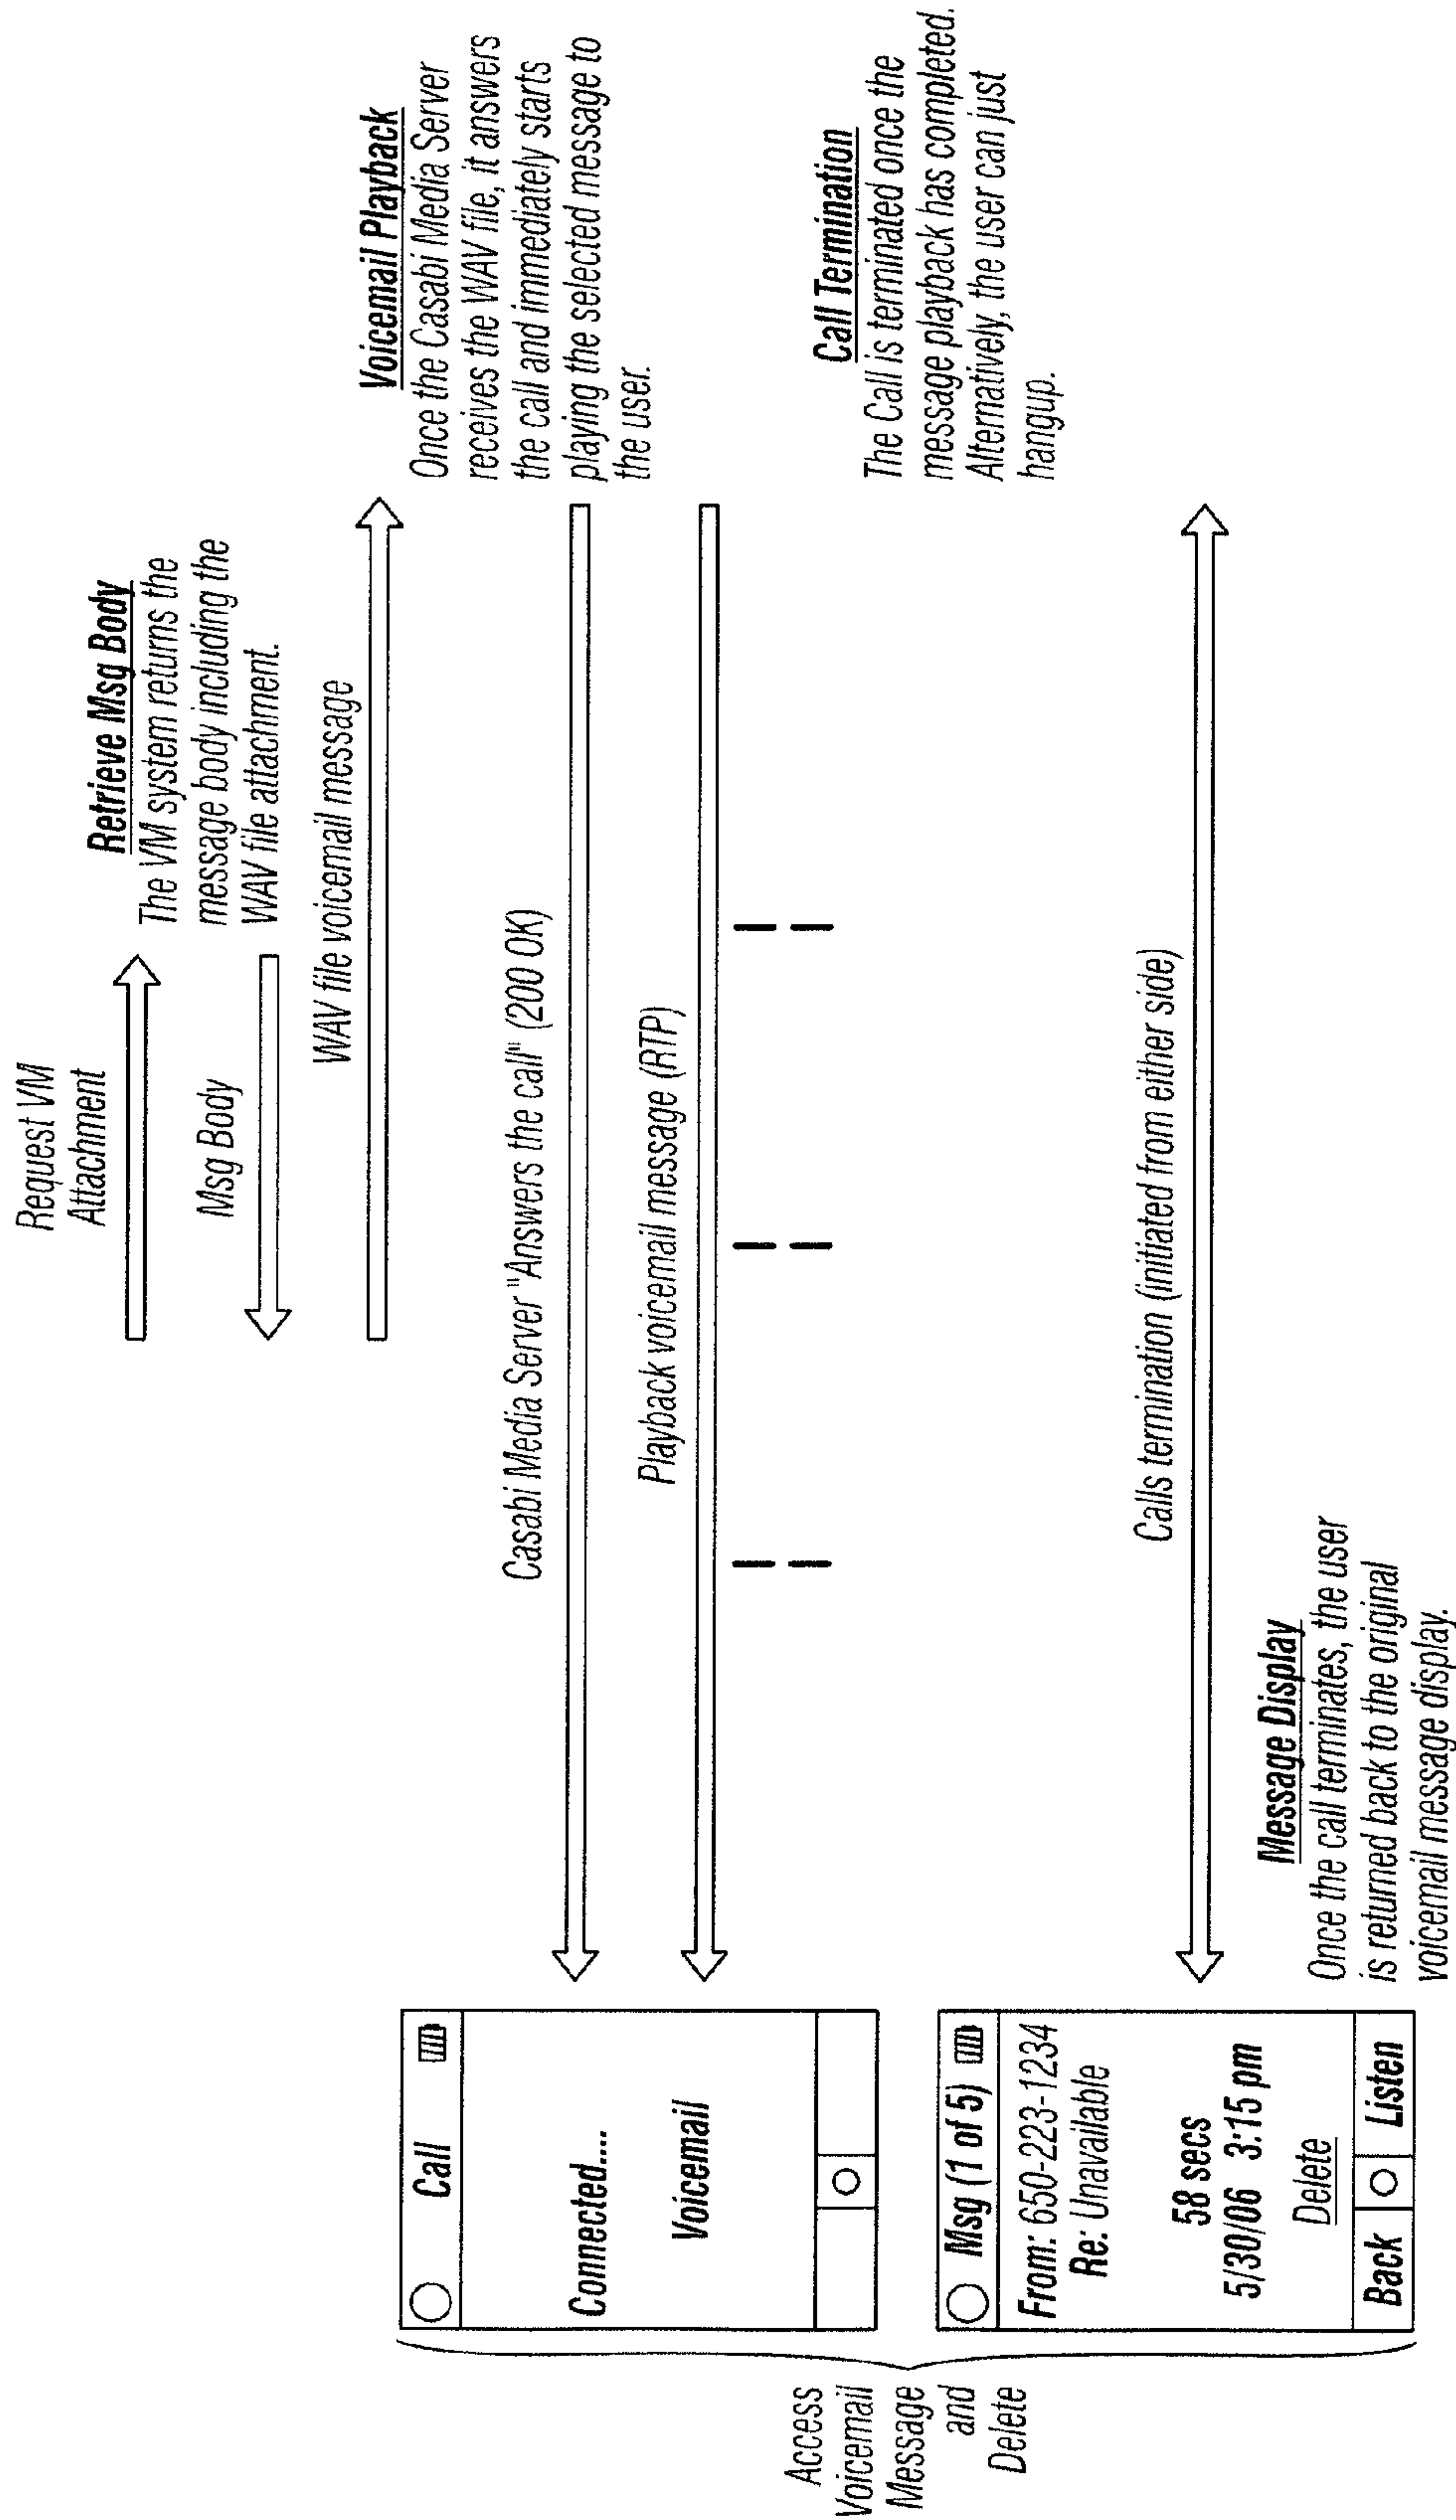 Request VM
Attachment
Retrieve Msg Body
The VM system returns the
message body including the
WAV file attachment.
Msg Body
WAV file voicemail message
Voicemail Playback
Once the Casabi Media Server
receives the WAV file, it answers
the call and immediately starts
playing the selected message to
the user.
Call
Connected...
Voicemail
Casabi Media Server "Answers the call" (200 OK)
Playback voicemail message (RTP)
Call Termination
The Call is terminated once the
message playback has completed.
Alternatively, the user can just
hangup.
Access
Voicemail
Message
and
Delete
Msg (1 of 5)
From: 650-223-1234
Re: Unavailable
58 secs
5/30/06 3:15 pm
Delete
Back
Listen
Calls termination (initiated from either side)
Message Display
Once the call terminates, the user
is returned back to the original
voicemail message display.